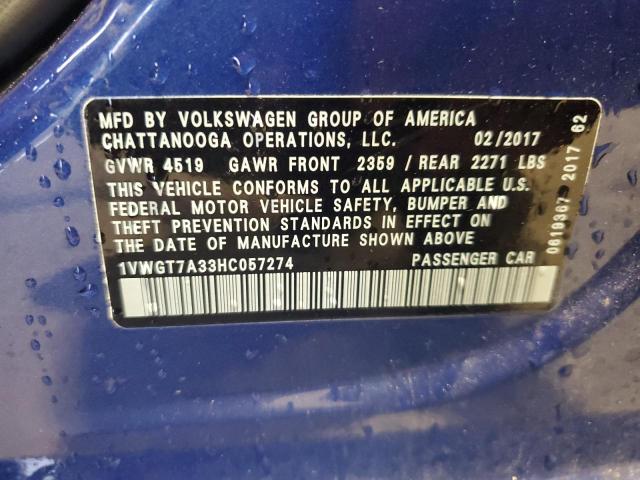 MFD BY VOLKSWAGEN GROUP OF AMERICA
CHATTANOOGA OPERATIONS, LLC. 02/2017
GVWR 4519 GAWR FRONT 2359 / REAR 2271 LBS
THIS VEHICLE CONFORMS TO ALL APPLICABLE U.S.
FEDERAL MOTOR VEHICLE SAFETY, BUMPER AND
THEFT PREVENTION STANDARDS IN EFFECT ON
THE DATE OF MANUFACTURE SHOWN ABOVE.
1VWGT7A33HC057274 PASSENGER CAR
2017 62